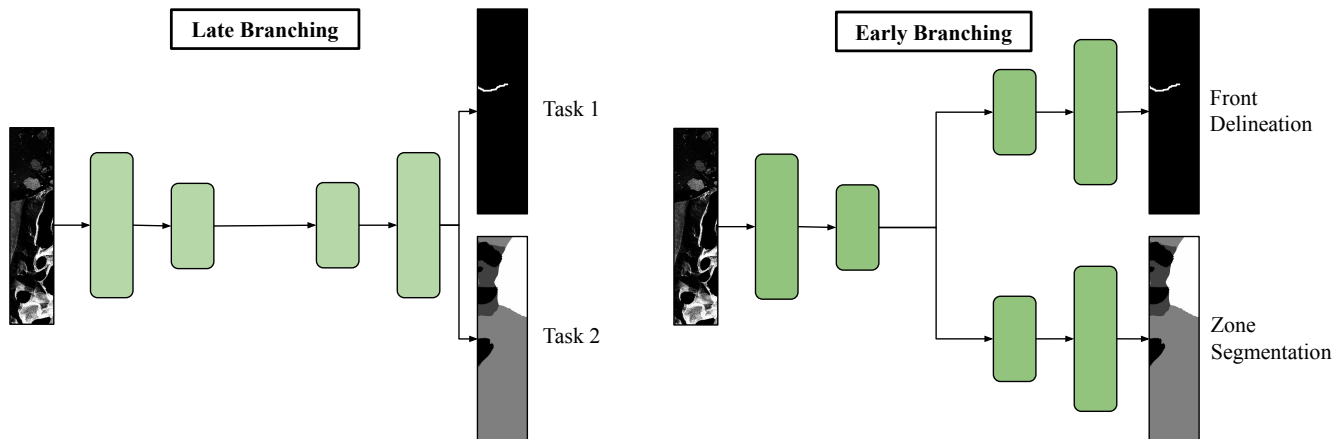 Late Branching
Task 1
Task 2
Early Branching
Front
Delineation
Zone
Segmentation